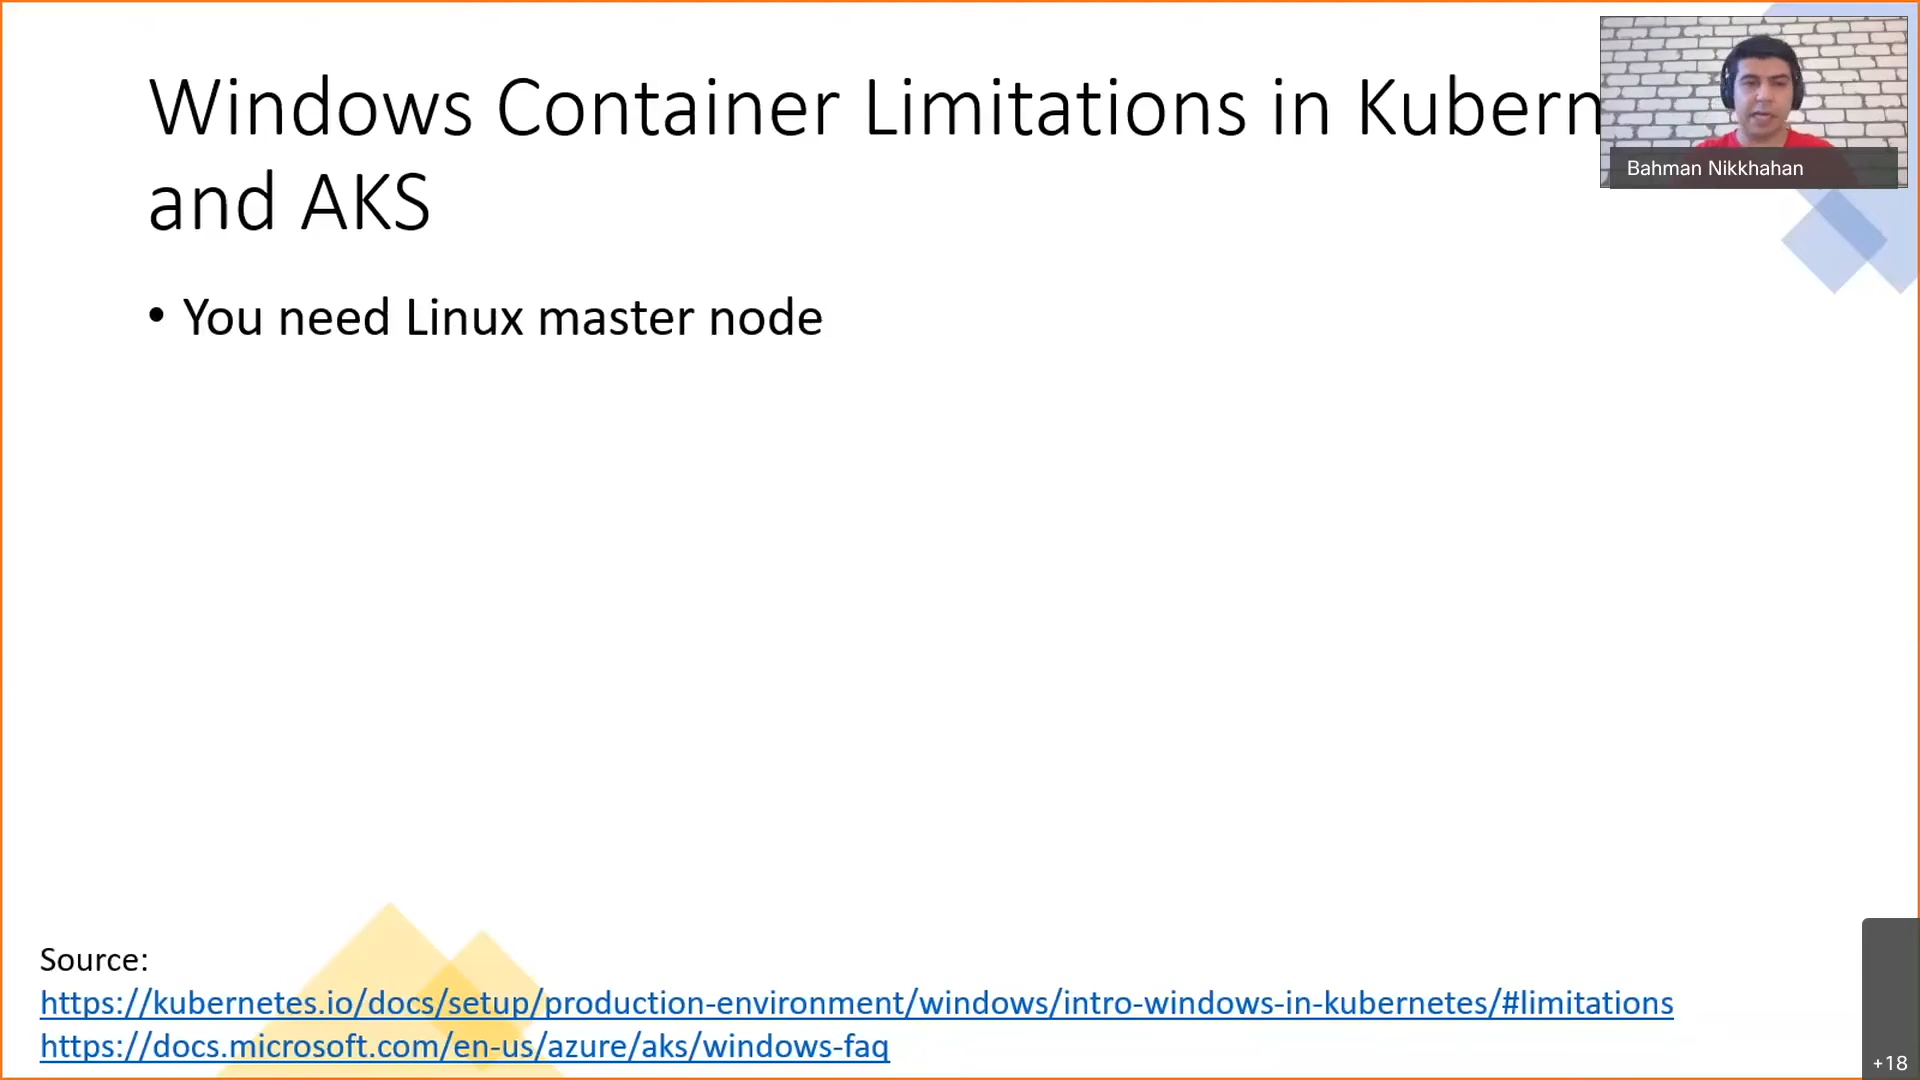 Windows Container Limitations in Kubern
and AKS
Bahman Nikkhahan
• You need Linux master node
Source:
https://kubernetes.io/docs/setup/production-environment/windows/intro-windows-in-kubernetes/#limitations
https://docs.microsoft.com/en-us/azure/aks/windows-faq
+18